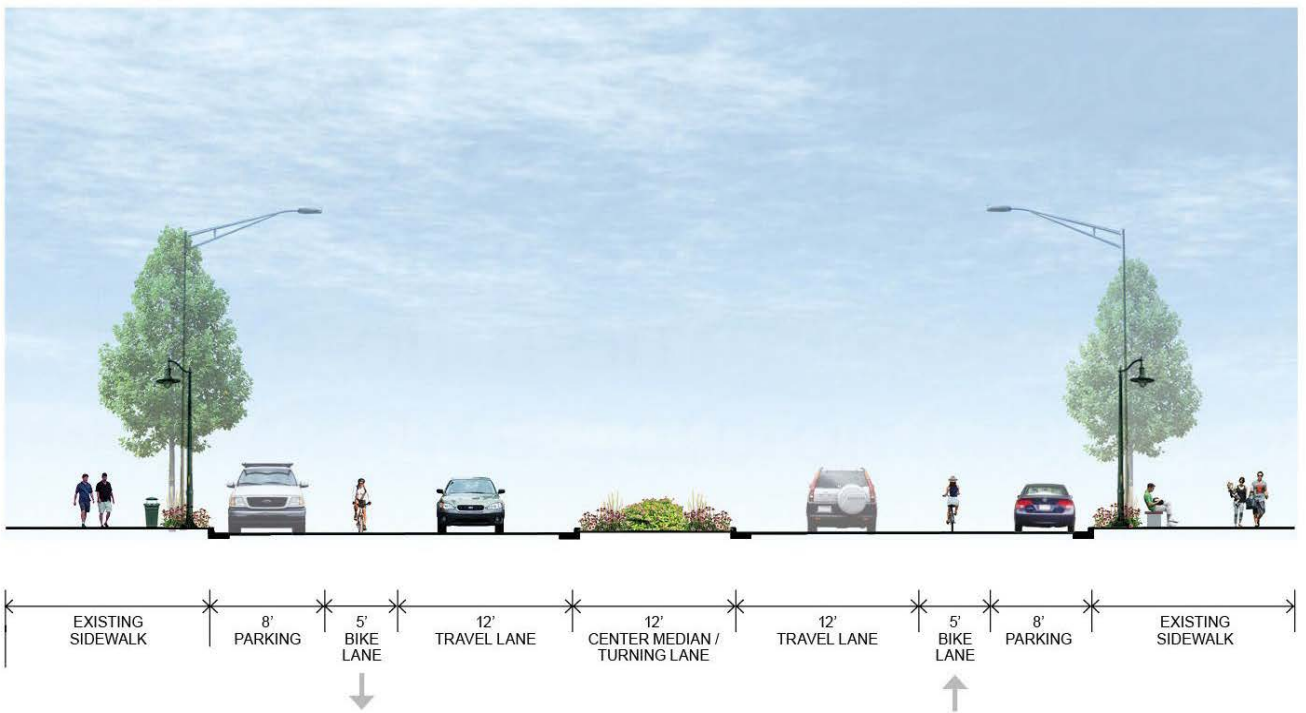 EXISTING
SIDEWALK
8’
PARKING
5’
BIKE
LANE
12’
TRAVEL LANE
12’
CENTER MEDIAN /
TURNING LANE
12’
TRAVEL LANE
5’
BIKE
LANE
8’
PARKING
EXISTING
SIDEWALK